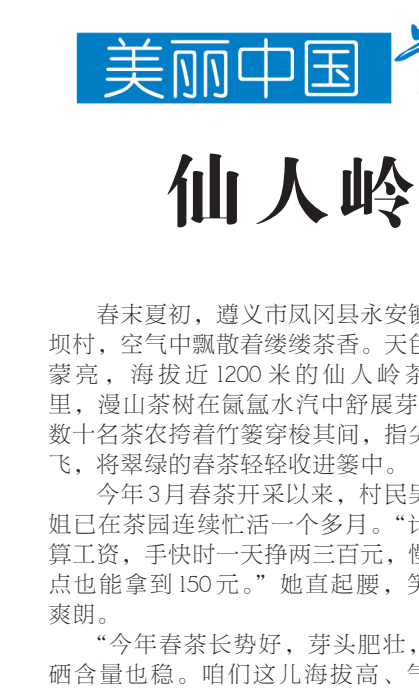 美丽中国
仙人岭
春末夏初，遵义市凤冈县永安镇
坝村，空气中飘散着缕缕茶香。天色
蒙亮，海拔近1200米的仙人岭茶
里，漫山茶树在氤氲水汽中舒展芽
数十名茶农挎着竹篓穿梭其间，指尖
飞，将翠绿的春茶轻轻收进篓中。
今年3月春茶开采以来，村民吴
姐已在茶园连续忙活一个多月。“计
算工资，手快时一天挣两三百元，慢
点也能拿到150元。”她直起腰，笑
爽朗。
“今年春茶长势好，芽头肥壮，
硒含量也稳。咱们这儿海拔高、气